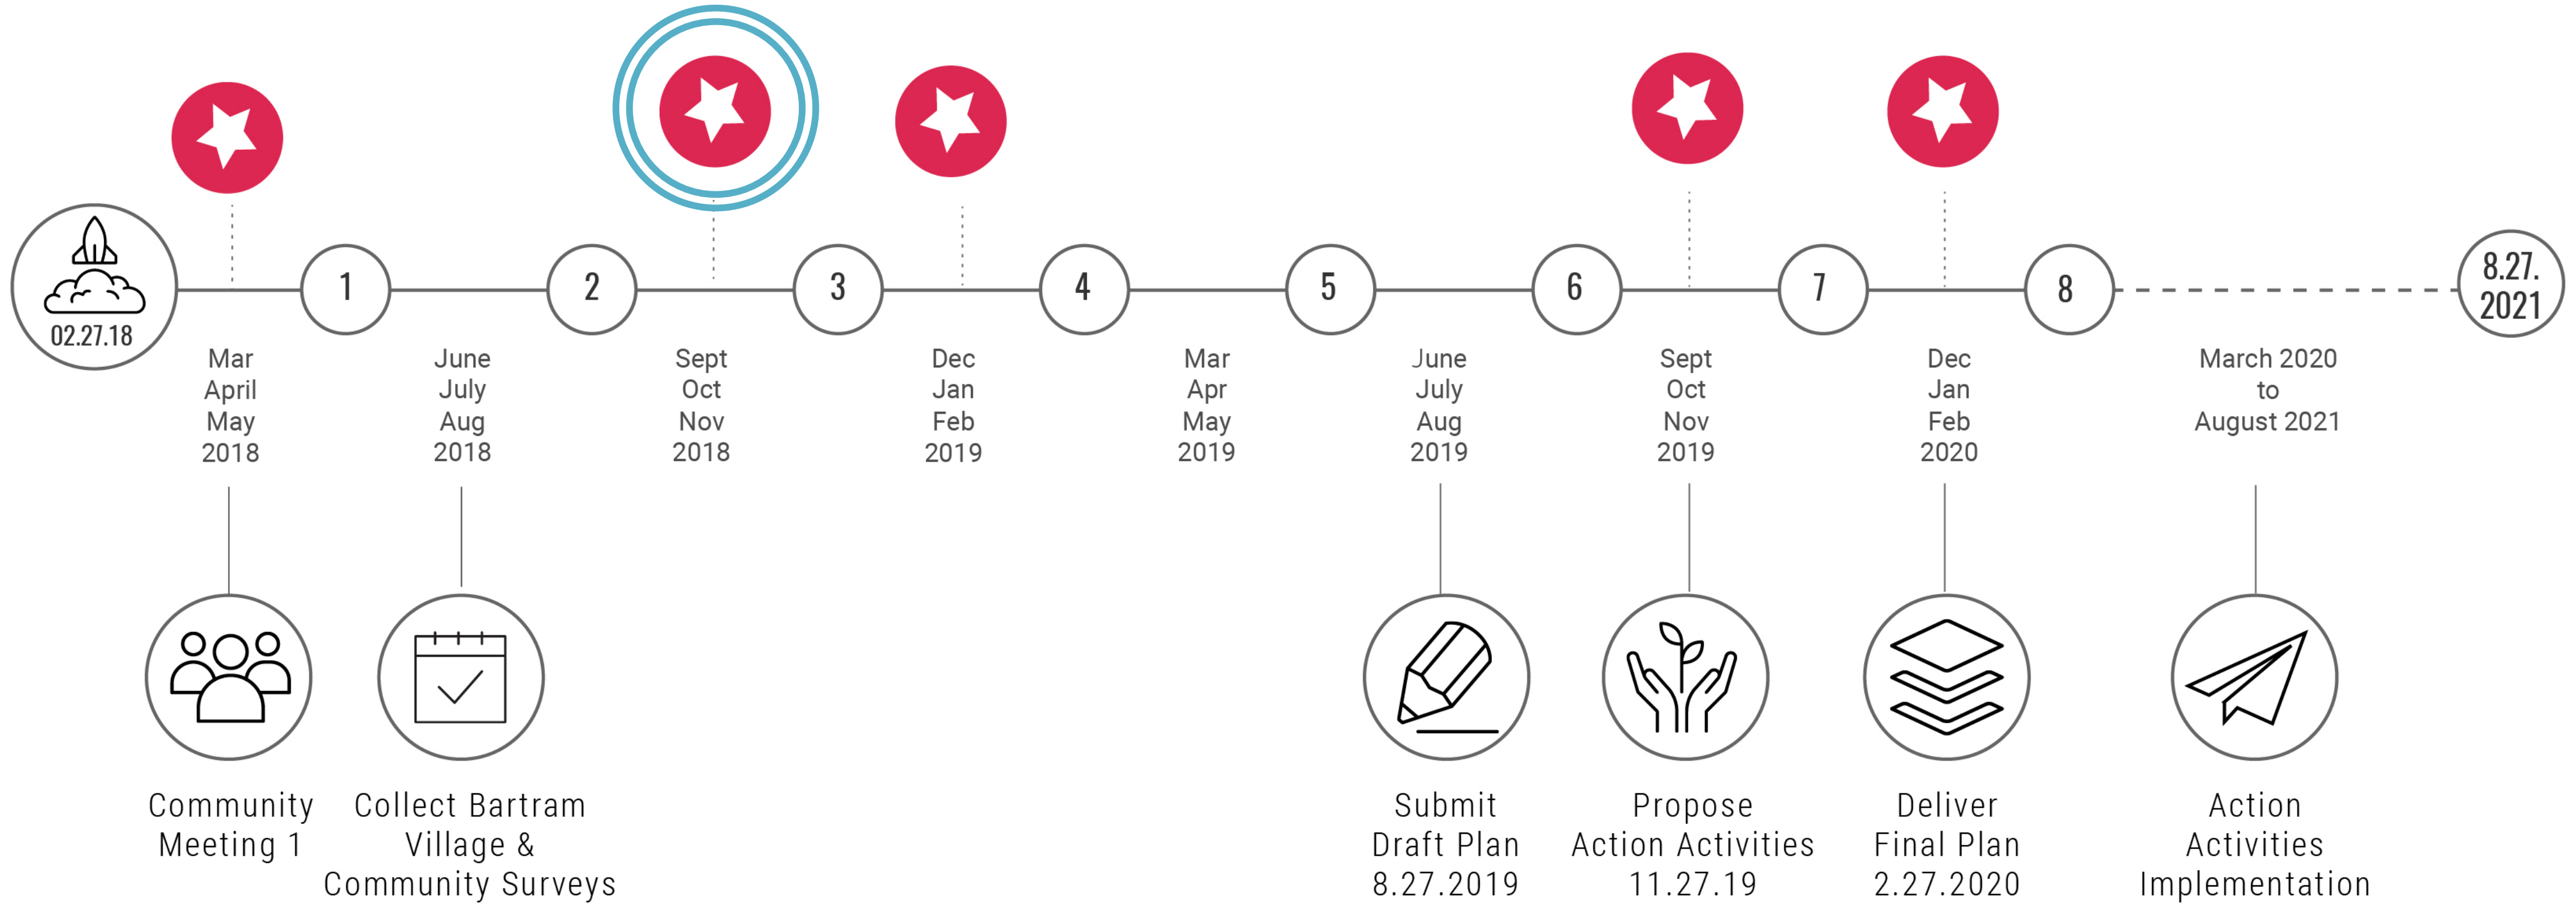 02.27.18
1
2
3
4
5
6
7
8
8.27.
2021
Mar
April
May
2018
June
July
Aug
2018
Sept
Oct
Nov
2018
Dec
Jan
Feb
2019
Mar
Apr
May
2019
June
July
Aug
2019
Sept
Oct
Nov
2019
Dec
Jan
Feb
2020
March 2020
to
August 2021
Community
Meeting 1
Collect Bartram
Village &
Community Surveys
Submit
Draft Plan
8.27.2019
Propose
Action Activities
11.27.19
Deliver
Final Plan
2.27.2020
Action
Activities
Implementation